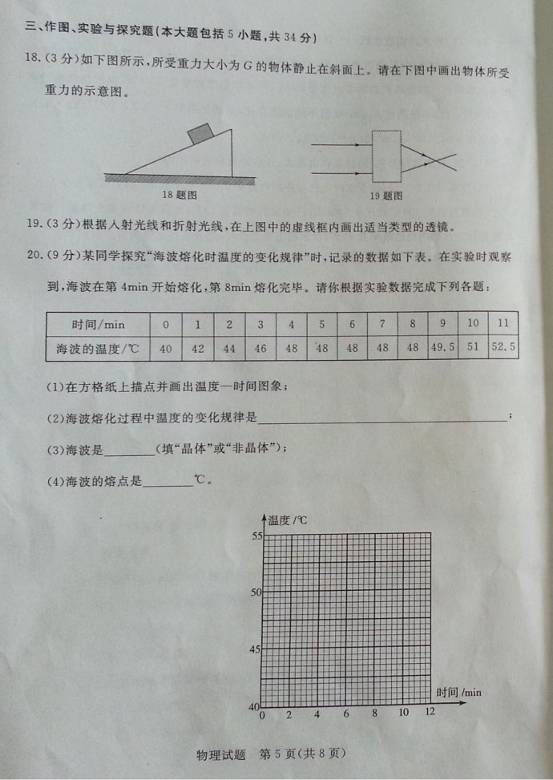 三、作图、实验与探究题(本大题包括 5 小题,共 34 分)
18.(3 分)如下图所示,所受重力大小为 G 的物体静止在斜面上。请在下图中画出物体所受
重力的示意图。
18 题图
19 题图
19.(3 分)根据入射光线和折射光线,在上图中的虚线框内画出适当类型的透镜。
20.(9 分)某同学探究“海波熔化时温度的变化规律”时,记录的数据如下表。在实验时观察
到,海波在第 4min 开始熔化,第 8min 熔化完毕。请你根据实验数据完成下列各题:
时间/min 0 1 2 3 4 5 6 7 8 9 10 11
海波的温度/℃ 40 42 44 46 48 48 48 48 48 49.5 51 52.5
(1)在方格纸上描点并画出温度—时间图象;
(2)海波熔化过程中温度的变化规律是________;
(3)海波是________(填“晶体”或“非晶体”);
(4)海波的熔点是________℃。
温度/℃
55
50
45
40
0 2 4 6 8 10 12
时间/min
物理试题 第 5 页(共 8 页)